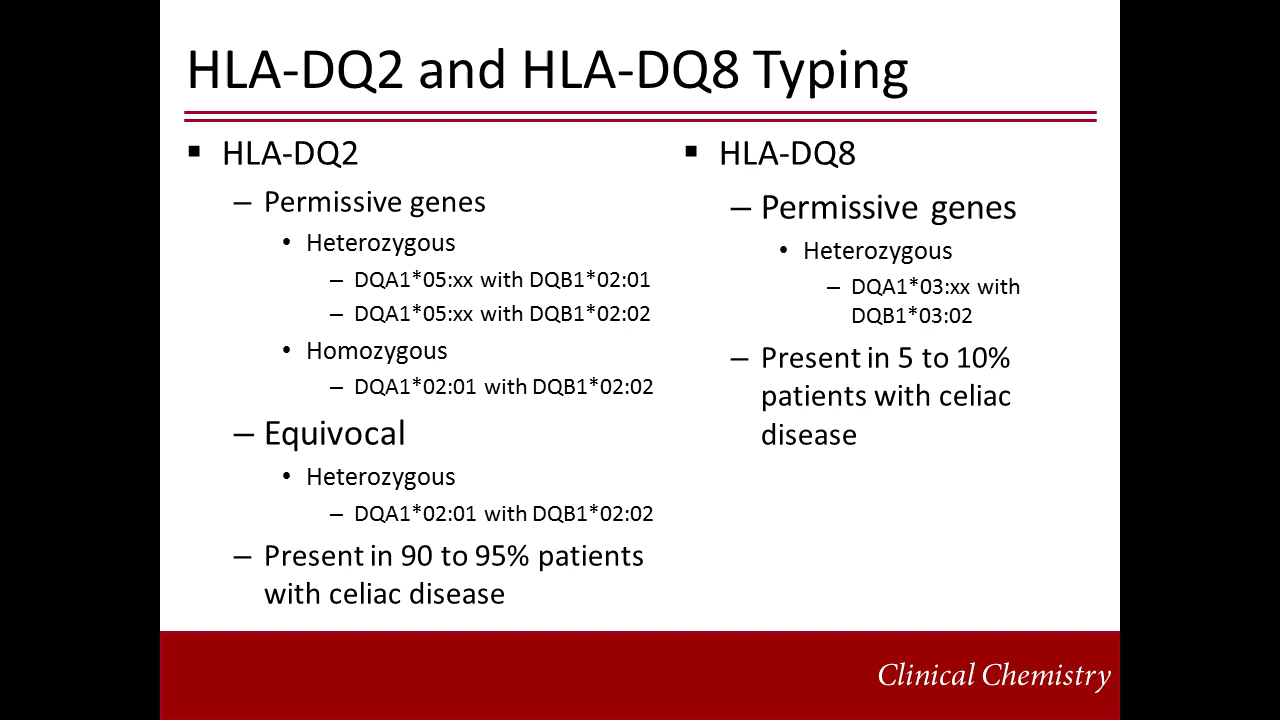 HLA-DQ2 and HLA-DQ8 Typing
▪ HLA-DQ2
– Permissive genes
• Heterozygous
– DQA1*05:xx with DQB1*02:01
– DQA1*05:xx with DQB1*02:02
• Homozygous
– DQA1*02:01 with DQB1*02:02
– Equivocal
• Heterozygous
– DQA1*02:01 with DQB1*02:02
– Present in 90 to 95% patients
with celiac disease
▪ HLA-DQ8
– Permissive genes
• Heterozygous
– DQA1*03:xx with
DQB1*03:02
– Present in 5 to 10%
patients with celiac
disease
Clinical Chemistry